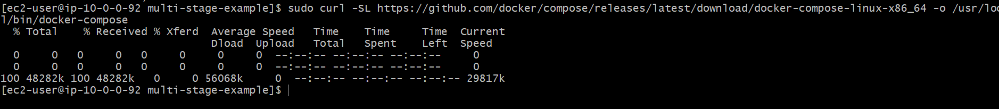 [ec2-user@ip-10-0-0-92 multi-stage-example]$ sudo curl -SL https://github.com/docker/compose/releases/latest/download/docker-compose-linux-x86_64 -o /usr/loc
l/bin/docker-compose
  % Total    % Received % Xferd  Average Speed   Time    Time     Time  Current
                                 Dload  Upload   Total   Spent    Left  Speed
  0      0   0      0   0      0      0      0  --:--:-- --:--:-- --:--:--     0
  0      0   0      0   0      0      0      0  --:--:-- --:--:-- --:--:--     0
100 48282k 100 48282k   0      0 56068k      0  --:--:-- --:--:-- --:--:-- 29817k
[ec2-user@ip-10-0-0-92 multi-stage-example]$